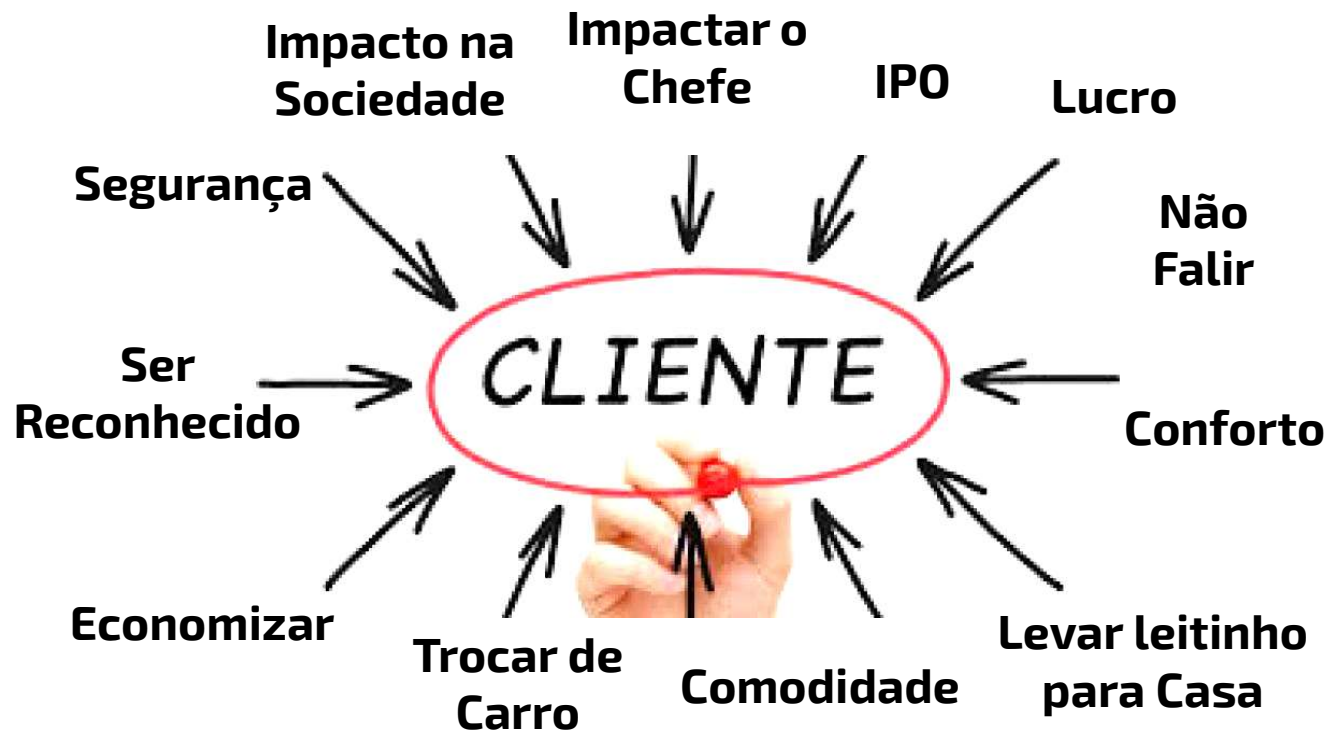 Impacto na
Sociedade
Impactar o
Chefe
IPO
Lucro
Segurança
Não
Falir
CLIENTE
Ser
Reconhecido
Conforto
Economizar
Trocar de
Carro
Comodidade
Levar leitinho
para Casa